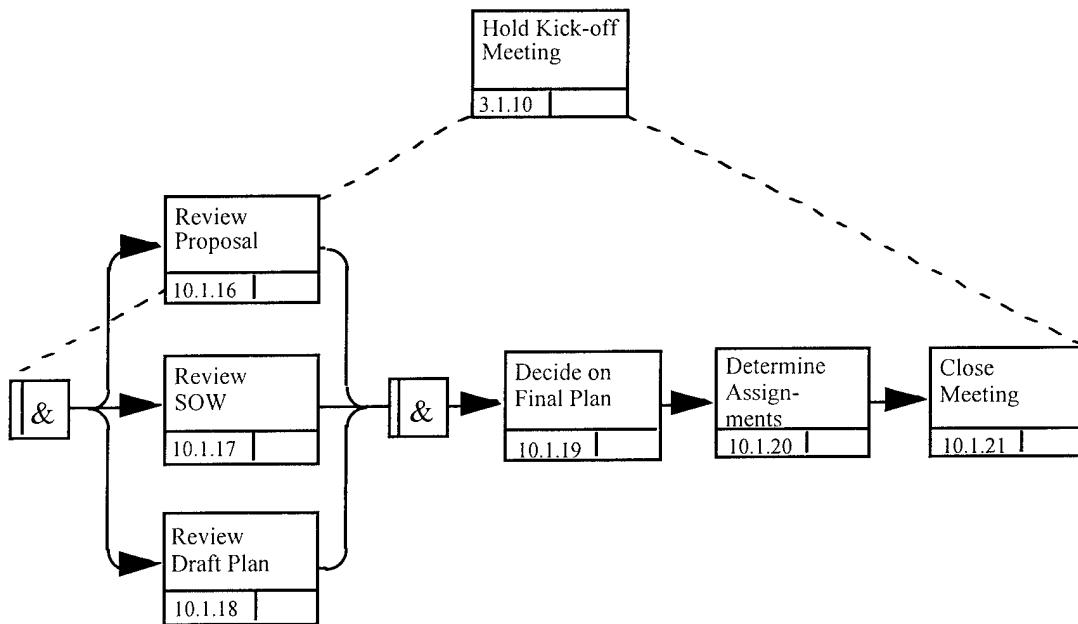 Hold Kick-off
Meeting
3.1.10
Review
Proposal
10.1.16
&
Review
SOW
10.1.17
&
Decide on
Final Plan
10.1.19
Determine
Assign-
ments
10.1.20
Close
Meeting
10.1.21
Review
Draft Plan
10.1.18